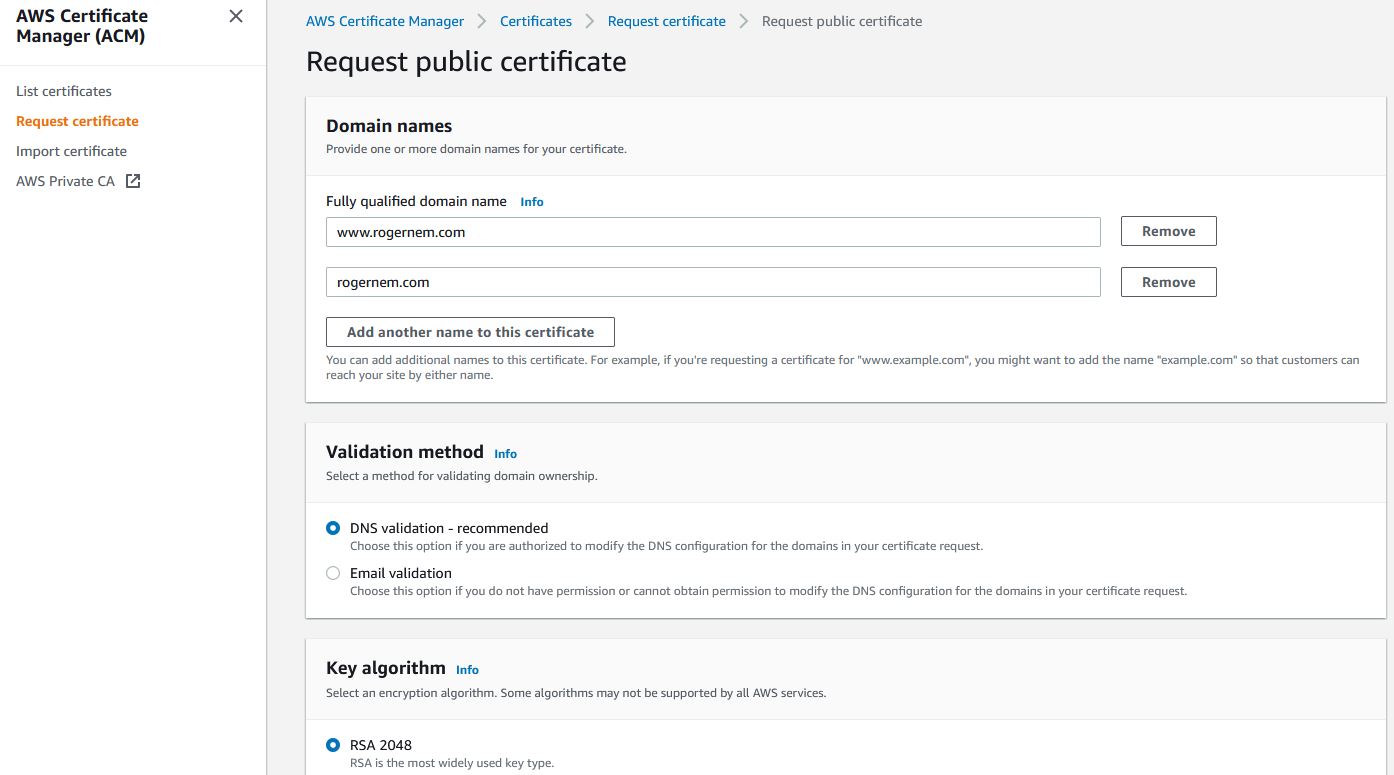 AWS Certificate
Manager (ACM)
List certificates
Request certificate
Import certificate
AWS Private CA
AWS Certificate Manager > Certificates > Request certificate > Request public certificate
Request public certificate
Domain names
Provide one or more domain names for your certificate.
Fully qualified domain name Info
www.rogernem.com Remove
rogernem.com Remove
Add another name to this certificate
You can add additional names to this certificate. For example, if you're requesting a certificate for "www.example.com", you might want to add the name "example.com" so that customers can
reach your site by either name.
Validation method Info
Select a method for validating domain ownership.
DNS validation - recommended
Choose this option if you are authorized to modify the DNS configuration for the domains in your certificate request.
Email validation
Choose this option if you do not have permission or cannot obtain permission to modify the DNS configuration for the domains in your certificate request.
Key algorithm Info
Select an encryption algorithm. Some algorithms may not be supported by all AWS services.
RSA 2048
RSA is the most widely used key type.